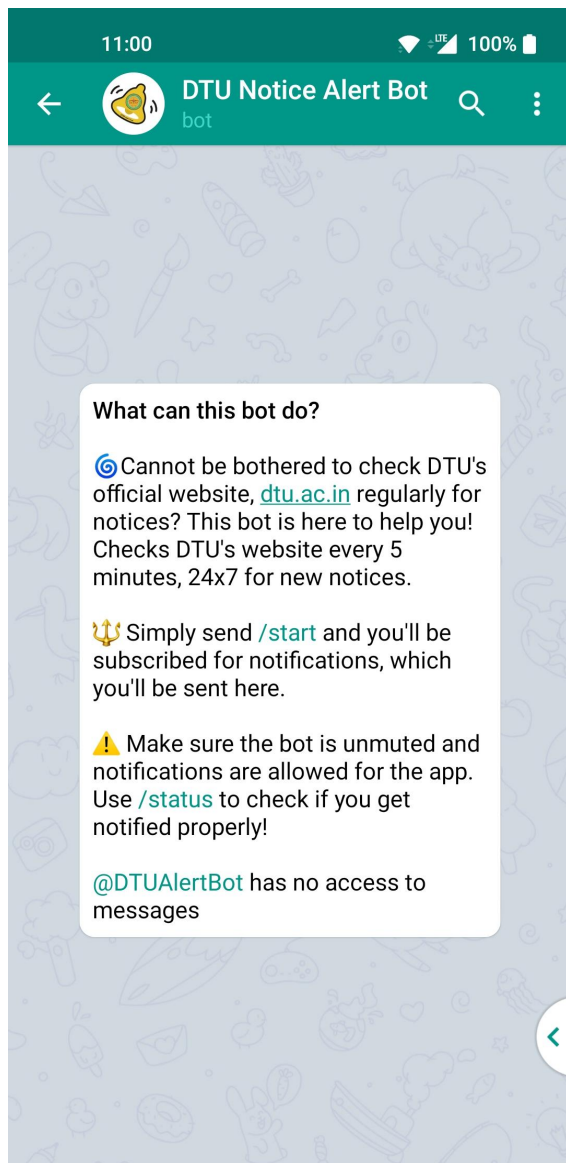 11:00
LTE
100%
DTU Notice Alert Bot
bot
What can this bot do?
🌀Cannot be bothered to check DTU's
official website, dtu.ac.in regularly for
notices? This bot is here to help you!
Checks DTU's website every 5
minutes, 24x7 for new notices.
🔱 Simply send /start and you'll be
subscribed for notifications, which
you'll be sent here.
⚠️ Make sure the bot is unmuted and
notifications are allowed for the app.
Use /status to check if you get
notified properly!
@DTUAlertBot has no access to
messages